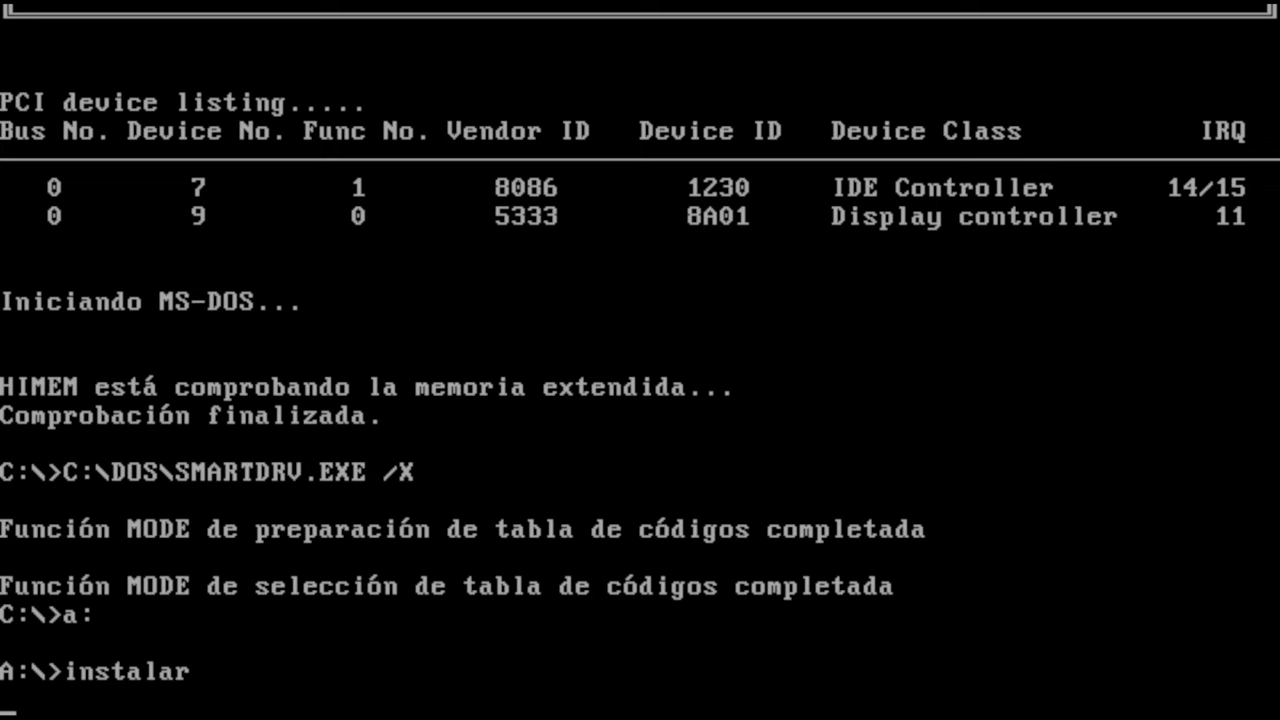 PCI device listing.....
Bus No. Device No. Func No. Vendor ID Device ID Device Class IRQ
0 7 1 8086 1230 IDE Controller 14/15
0 9 0 5333 8A01 Display controller 11
Iniciando MS-DOS...
HIMEM está comprobando la memoria extendida...
Comprobación finalizada.
C:\>C:\DOS\SMARTDRV.EXE /X
Función MODE de preparación de tabla de códigos completada
Función MODE de selección de tabla de códigos completada
C:\>a:
A:\>instalar